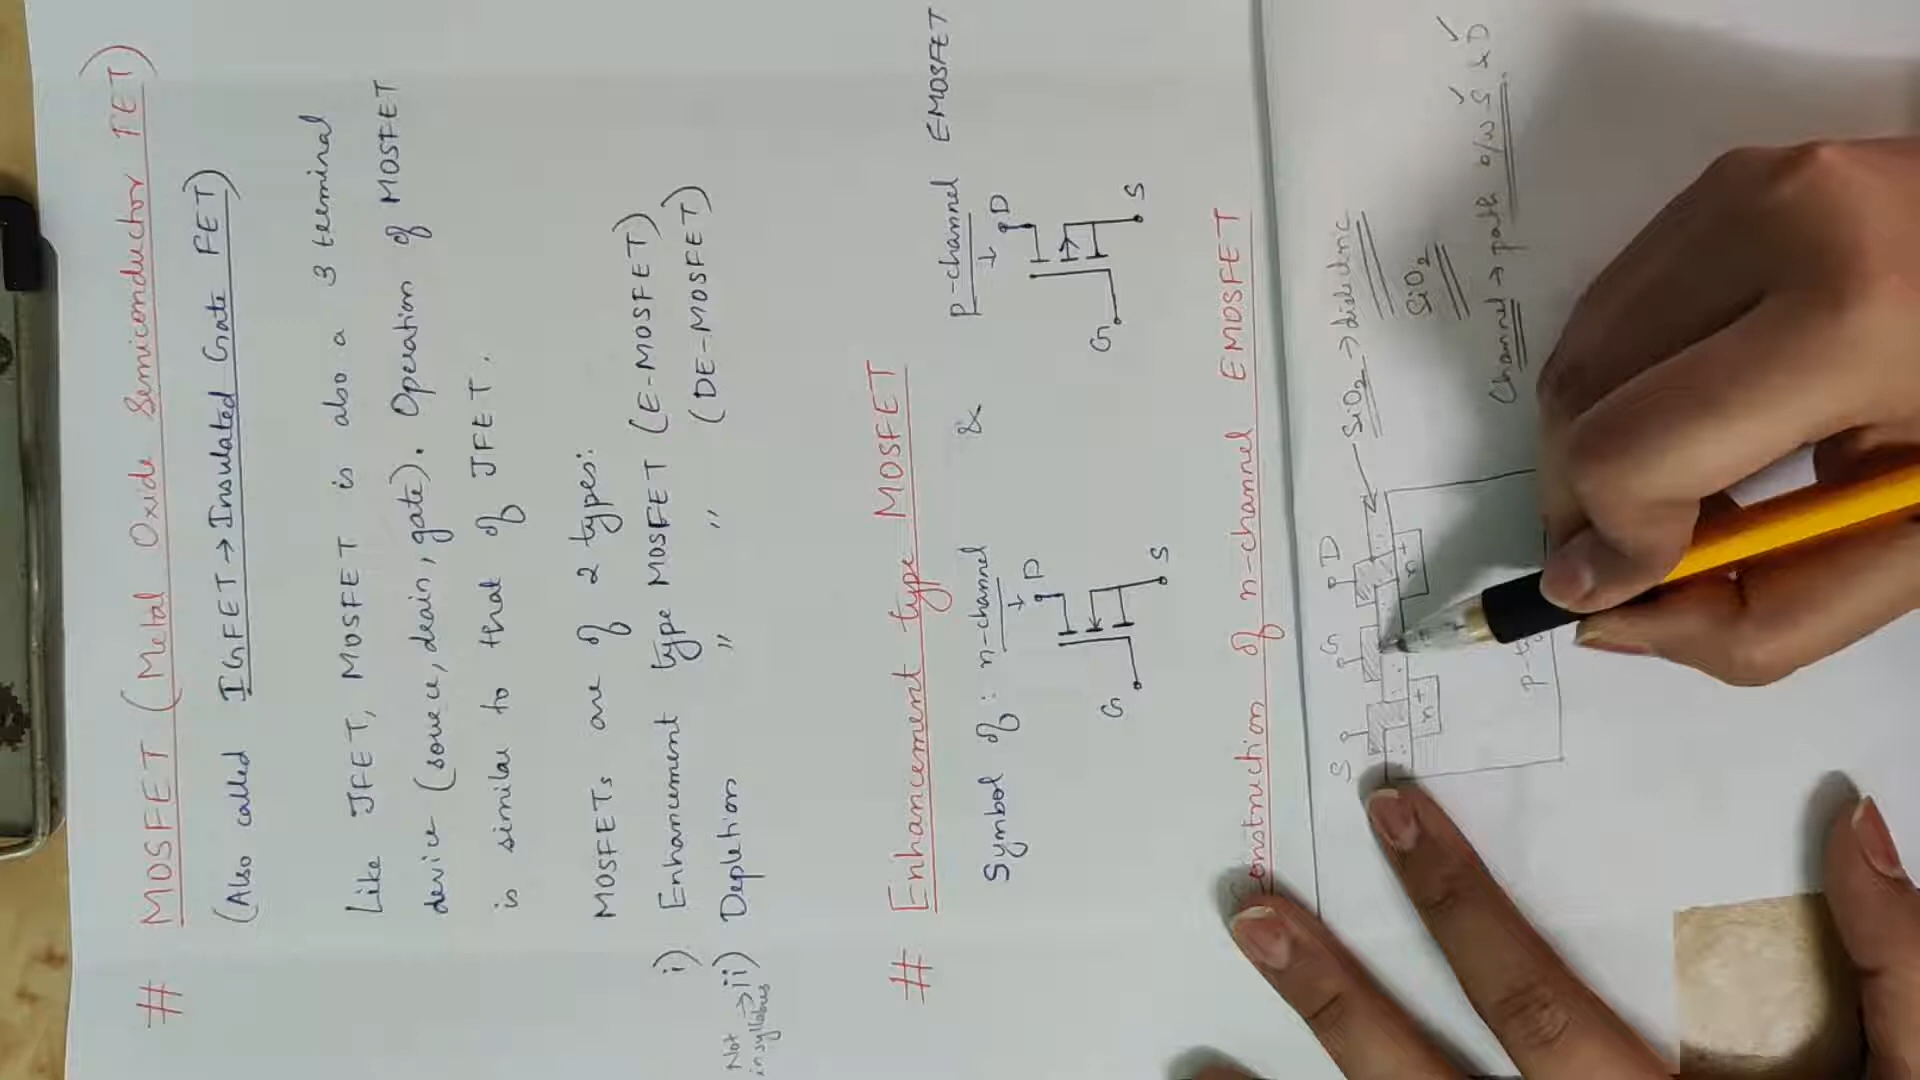 # MOSFET (Metal Oxide Semiconductor FET)
(Also called IGFET → Insulated Gate FET)
Like JFET, MOSFET is also a 3 terminal
device (source, drain, gate). Operation of MOSFET
is similar to that of JFET.
MOSFETs are of 2 types:
i) Enhancement type MOSFET (E-MOSFET)
Not in syllabus → ii) Depletion " " (DE-MOSFET)
# Enhancement type MOSFET
Symbol of: n-channel & p-channel EMOSFET
G D S
G D S
Construction of n-channel EMOSFET
S G D
SiO2 → dielectric
SiO2
n+ n+
Channel → path b/w S & D